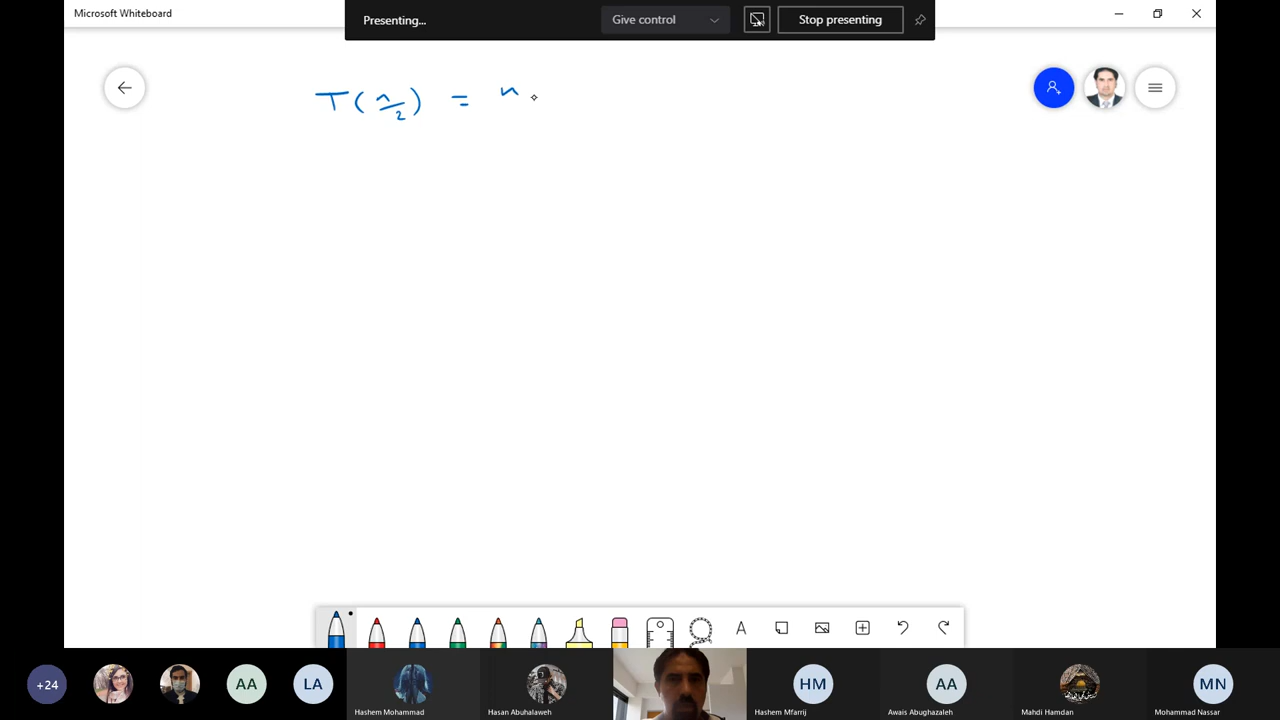 Microsoft Whiteboard
Presenting...
Give control
Stop presenting
T(n/2) = n
A
+24
AA
LA
HM
AA
MN
Hashem Mohammad
Hasan Abuhalaweh
Hashem Mfarrij
Awais Abughazaleh
Mahdi Hamdan
Mohammad Nassar